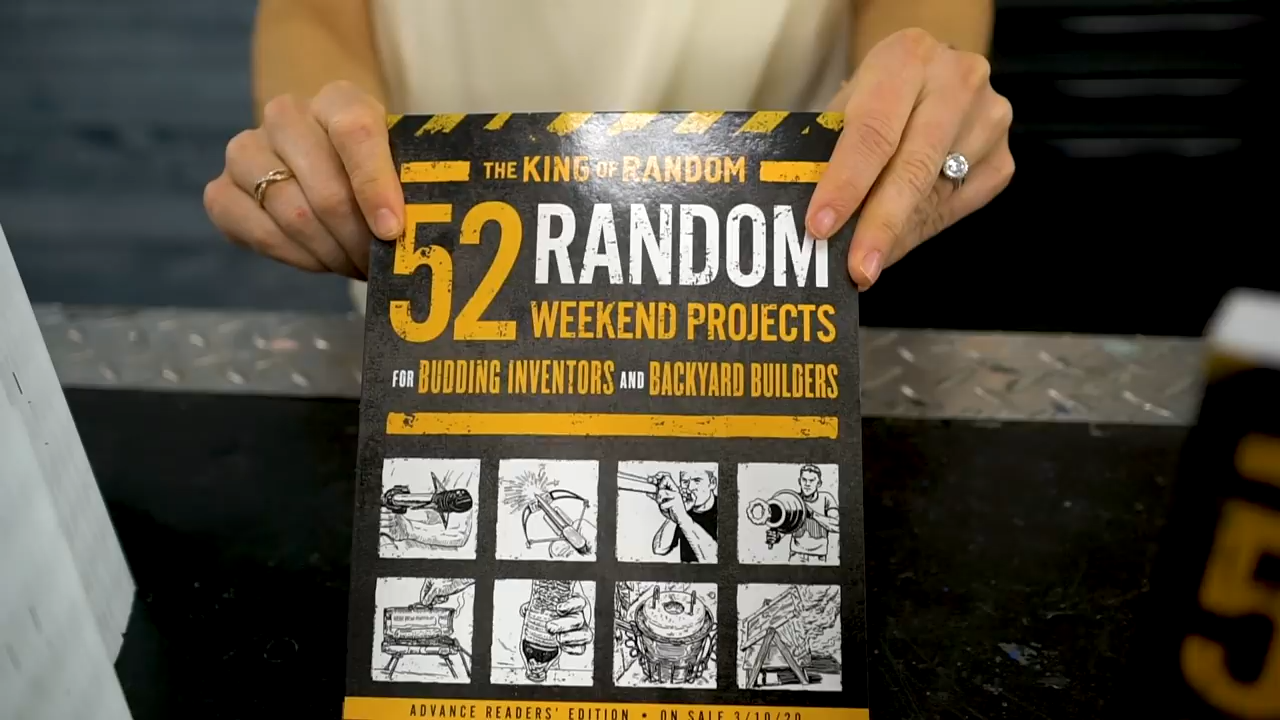 THE KING OF RANDOM
52 RANDOM
WEEKEND PROJECTS
FOR BUDDING INVENTORS AND BACKYARD BUILDERS
ADVANCE READERS' EDITION • ON SALE 3/10/20
5